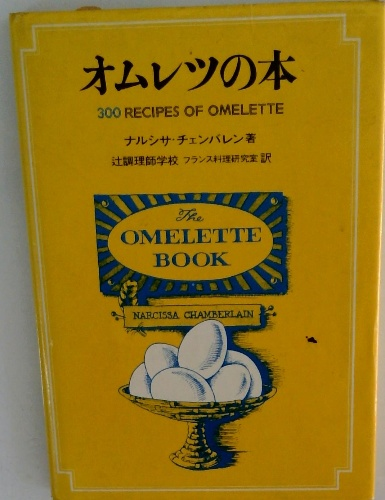 オムレツの本
300 RECIPES OF OMELETTE
ナルシサ・チェンバレン著
辻調理師学校 フランス料理研究室 訳
The
OMELETTE
BOOK
NARCISSA CHAMBERLAIN